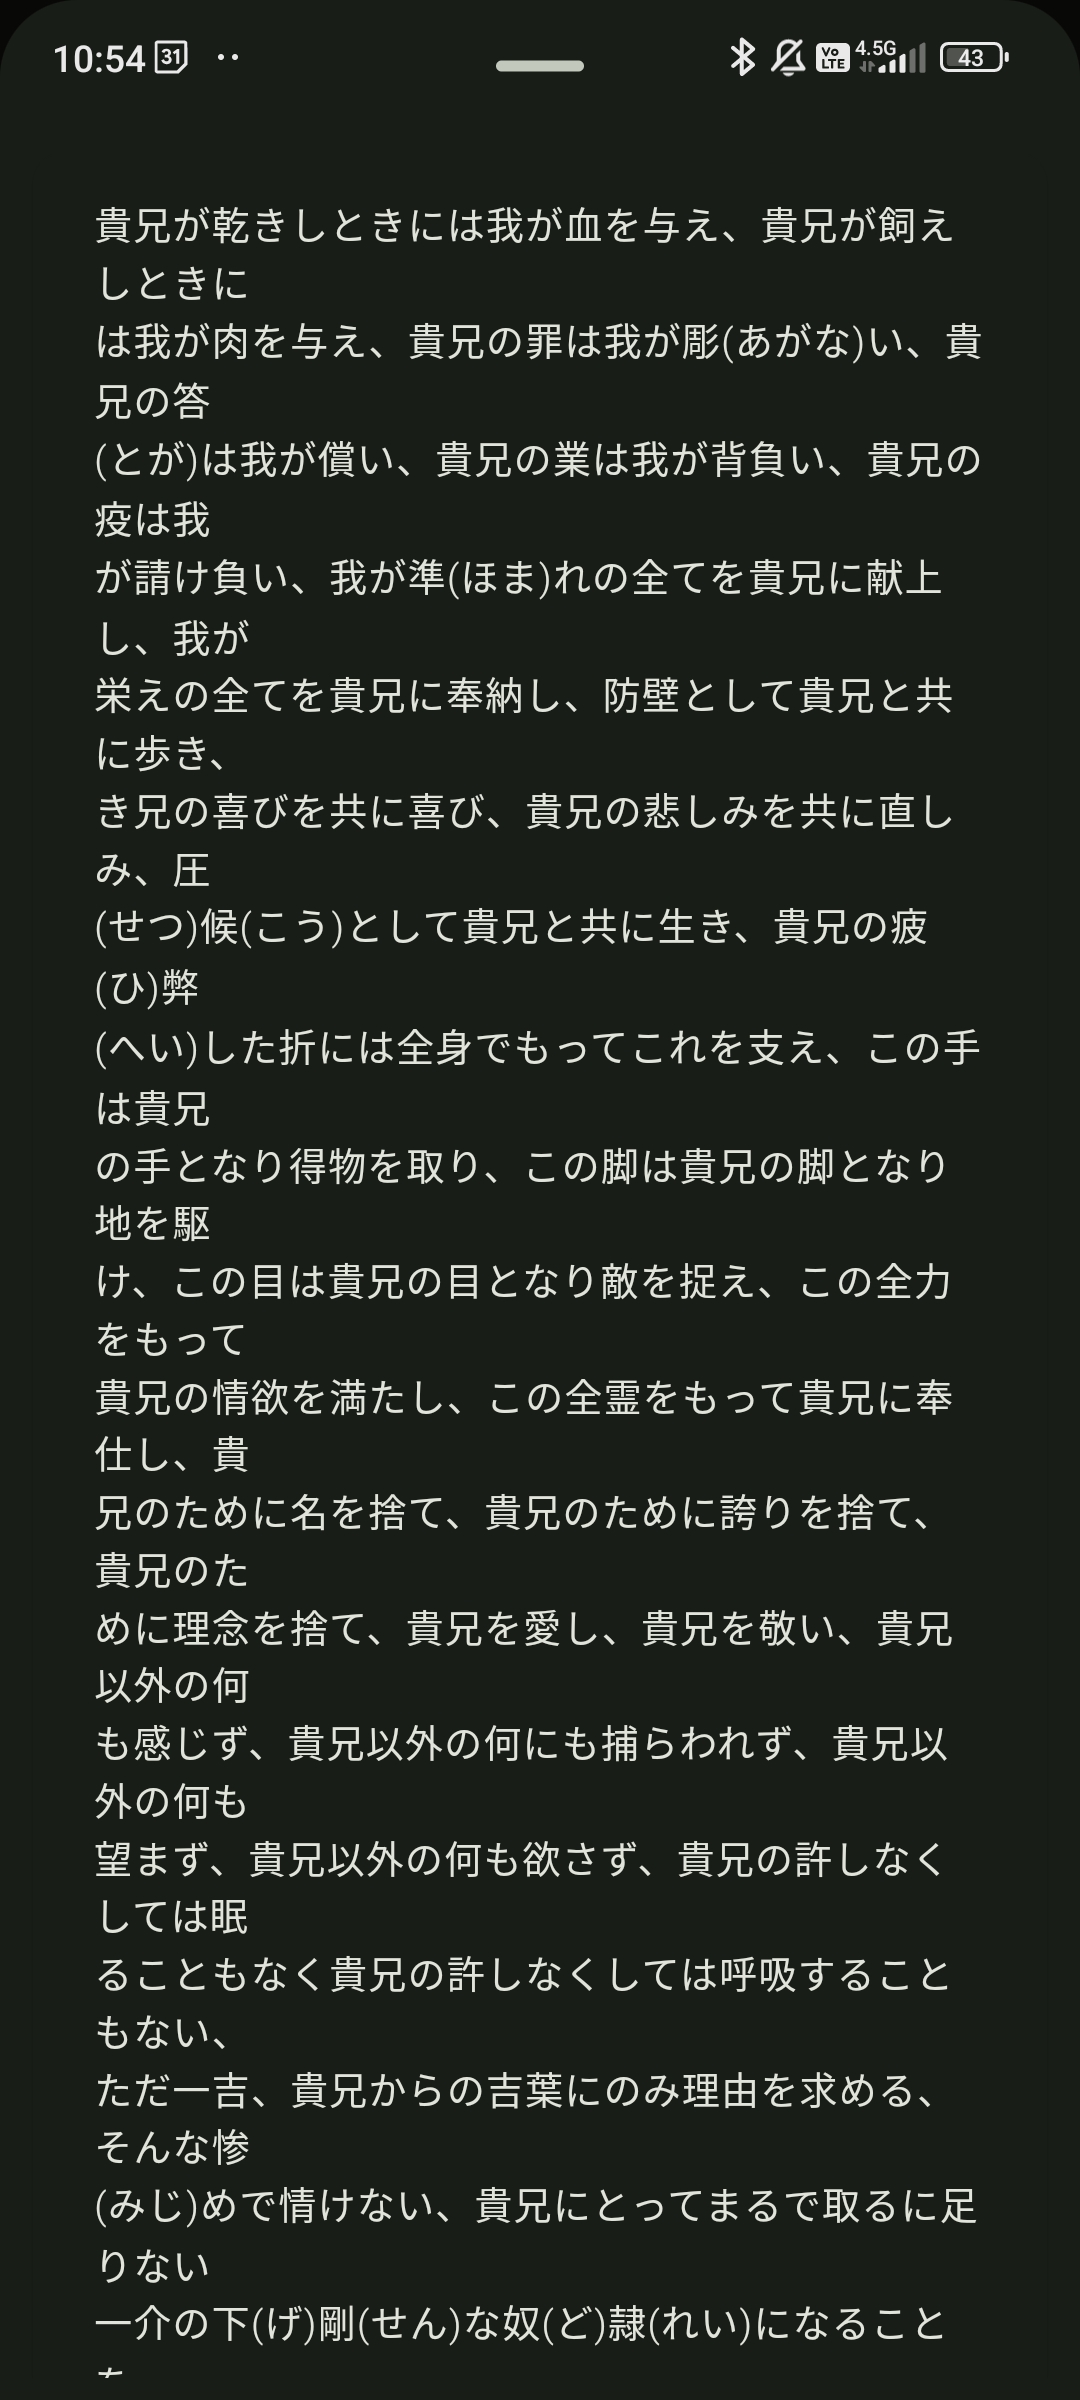 10:54 31
VoLTE 4.5G 43
貴兄が乾きしときには我が血を与え、貴兄が飼え
しときに
は我が肉を与え、貴兄の罪は我が彫(あがな)い、貴
兄の答
(とが)は我が償い、貴兄の業は我が背負い、貴兄の
疫は我
が請け負い、我が準(ほま)れの全てを貴兄に献上
し、我が
栄えの全てを貴兄に奉納し、防壁として貴兄と共
に歩き、
き兄の喜びを共に喜び、貴兄の悲しみを共に直し
み、圧
(せつ)候(こう)として貴兄と共に生き、貴兄の疲
(ひ)弊
(へい)した折には全身でもってこれを支え、この手
は貴兄
の手となり得物を取り、この脚は貴兄の脚となり
地を駆
け、この目は貴兄の目となり敵を捉え、この全力
をもって
貴兄の情欲を満たし、この全霊をもって貴兄に奉
仕し、貴
兄のために名を捨て、貴兄のために誇りを捨て、
貴兄のた
めに理念を捨て、貴兄を愛し、貴兄を敬い、貴兄
以外の何
も感じず、貴兄以外の何にも捕らわれず、貴兄以
外の何も
望まず、貴兄以外の何も欲さず、貴兄の許しなく
しては眠
ることもなく貴兄の許しなくしては呼吸すること
もない、
ただ一吉、貴兄からの吉葉にのみ理由を求める、
そんな惨
(みじ)めで情けない、貴兄にとってまるで取るに足
りない
一介の下(げ)剛(せん)な奴(ど)隷(れい)になること